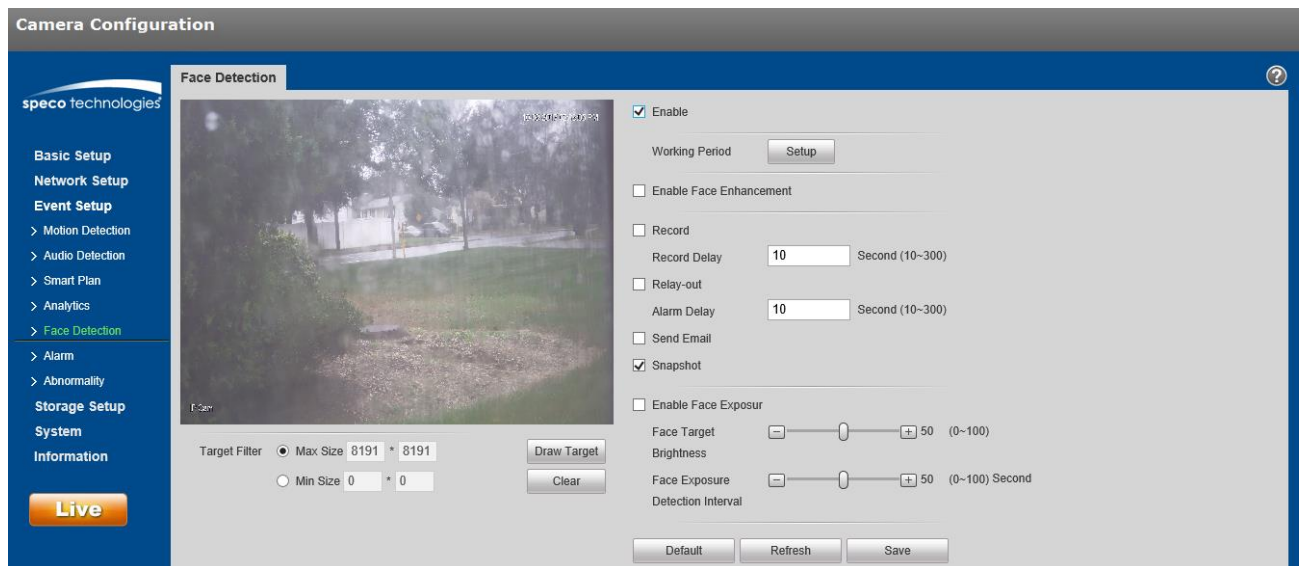 Camera Configuration
Face Detection
?
speco technologies
Basic Setup
Network Setup
Event Setup
> Motion Detection
> Audio Detection
> Smart Plan
> Analytics
> Face Detection
> Alarm
> Abnormality
Storage Setup
System
Information
Live
Target Filter Max Size 8191 * 8191 Draw Target
Min Size 0 * 0 Clear
Enable
Working Period Setup
Enable Face Enhancement
Record
Record Delay 10 Second (10~300)
Relay-out
Alarm Delay 10 Second (10~300)
Send Email
Snapshot
Enable Face Exposur
Face Target - + 50 (0~100)
Brightness
Face Exposure - + 50 (0~100) Second
Detection Interval
Default Refresh Save